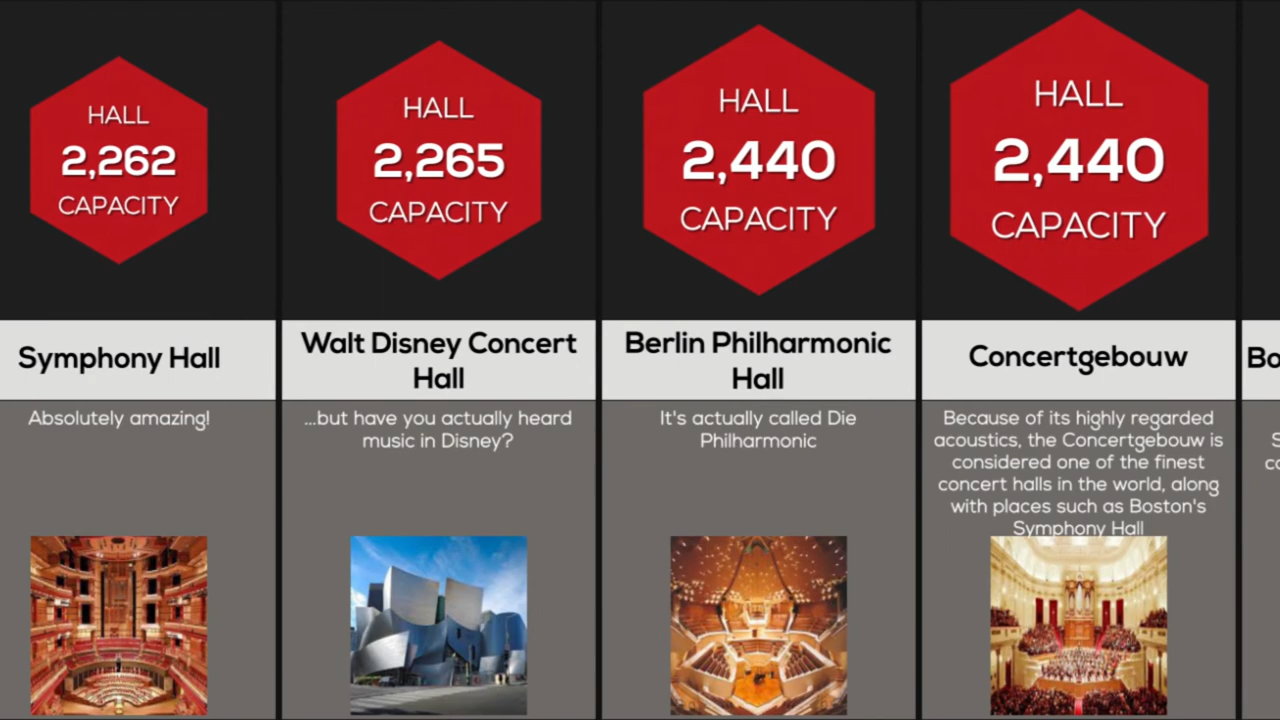 HALL
2,262
CAPACITY
Symphony Hall
Absolutely amazing!
HALL
2,265
CAPACITY
Walt Disney Concert
Hall
...but have you actually heard
music in Disney?
HALL
2,440
CAPACITY
Berlin Philharmonic
Hall
It's actually called Die
Philharmonic
HALL
2,440
CAPACITY
Concertgebouw
Because of its highly regarded
acoustics, the Concertgebouw is
considered one of the finest
concert halls in the world, along
with places such as Boston's
Symphony Hall
Bo
S
co